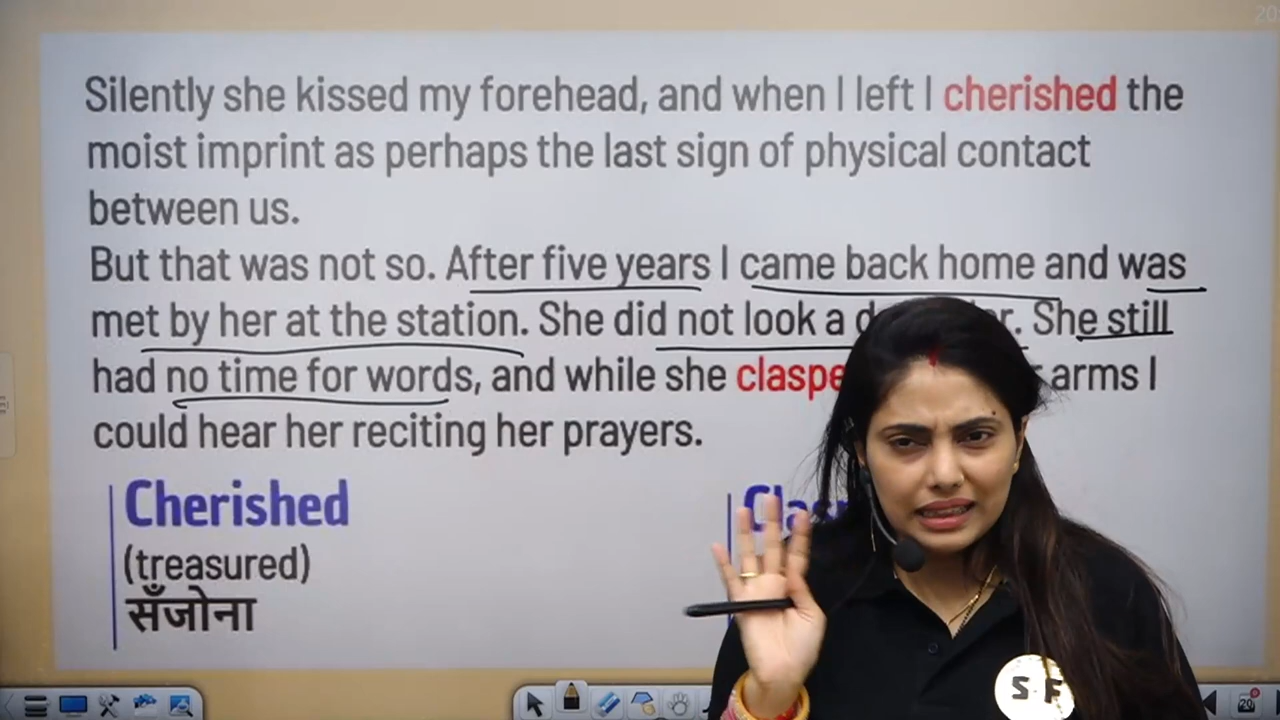 Silently she kissed my forehead, and when I left I cherished the
moist imprint as perhaps the last sign of physical contact
between us.
But that was not so. After five years I came back home and was
met by her at the station. She did not look a She still
had no time for words, and while she arms I
could hear her reciting her prayers.
Cherished
(treasured)
सँजोना
S F
20